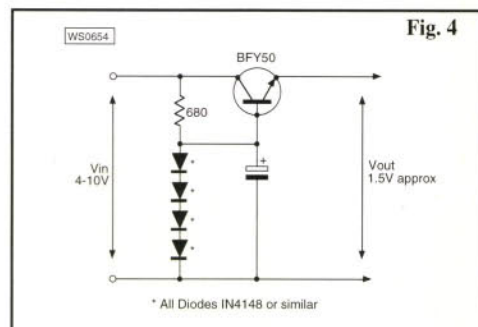 WS0654
Fig. 4
BFY50
680
*
+
*
Vin
4-10V
Vout
1.5V approx
*
*
* All Diodes IN4148 or similar